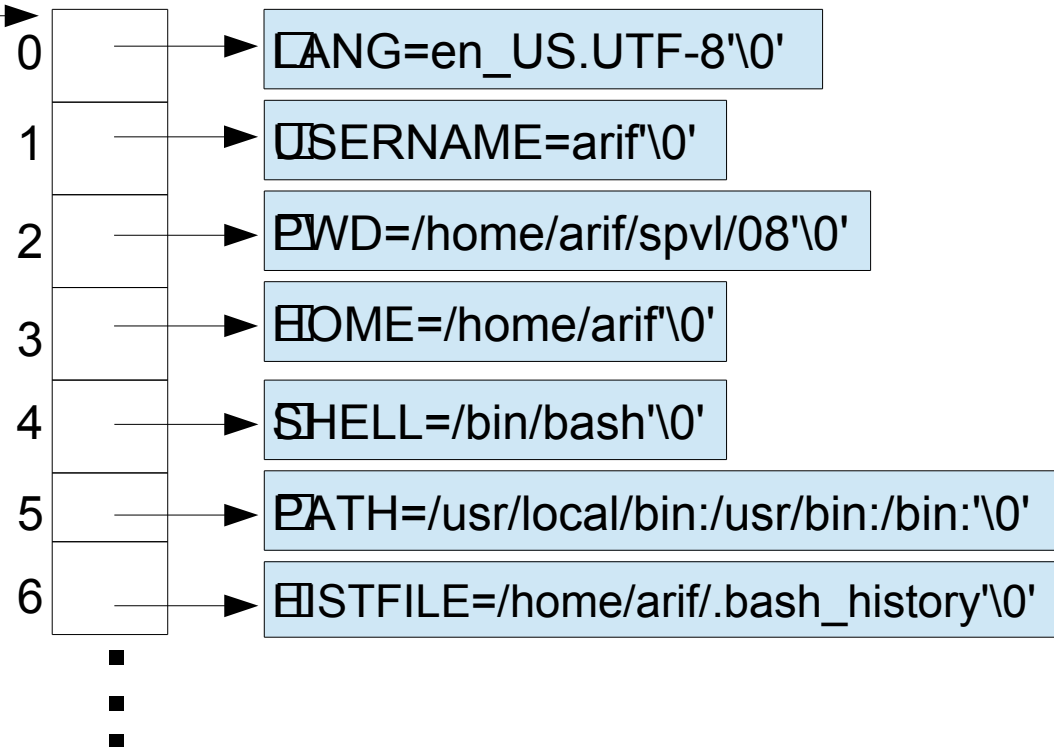 0 LANG=en_US.UTF-8'\0'
1 USERNAME=arif'\0'
2 PWD=/home/arif/spvl/08'\0'
3 HOME=/home/arif'\0'
4 SHELL=/bin/bash'\0'
5 PATH=/usr/local/bin:/usr/bin:/bin:'\0'
6 HISTFILE=/home/arif/.bash_history'\0'